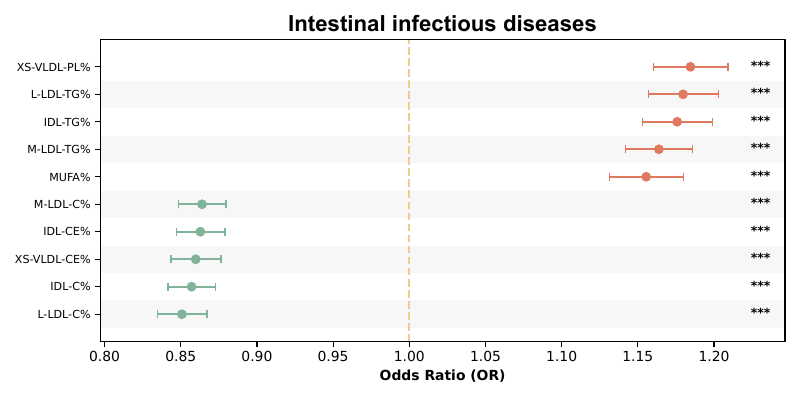 Intestinal infectious diseases
XS-VLDL-PL% ***
L-LDL-TG% ***
IDL-TG% ***
M-LDL-TG% ***
MUFA% ***
M-LDL-C% ***
IDL-CE% ***
XS-VLDL-CE% ***
IDL-C% ***
L-LDL-C% ***
0.80 0.85 0.90 0.95 1.00 1.05 1.10 1.15 1.20
Odds Ratio (OR)